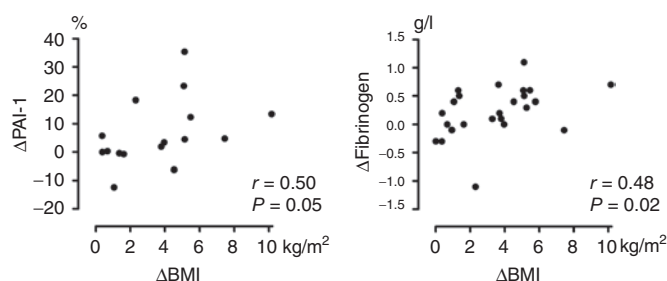 %
40
30
20
10
0
−10
−20
ΔPAI-1
r = 0.50
P = 0.05
0 2 4 6 8 10 kg/m²
ΔBMI
g/l
1.5
1.0
0.5
0.0
−0.5
−1.0
−1.5
ΔFibrinogen
r = 0.48
P = 0.02
0 2 4 6 8 10 kg/m²
ΔBMI